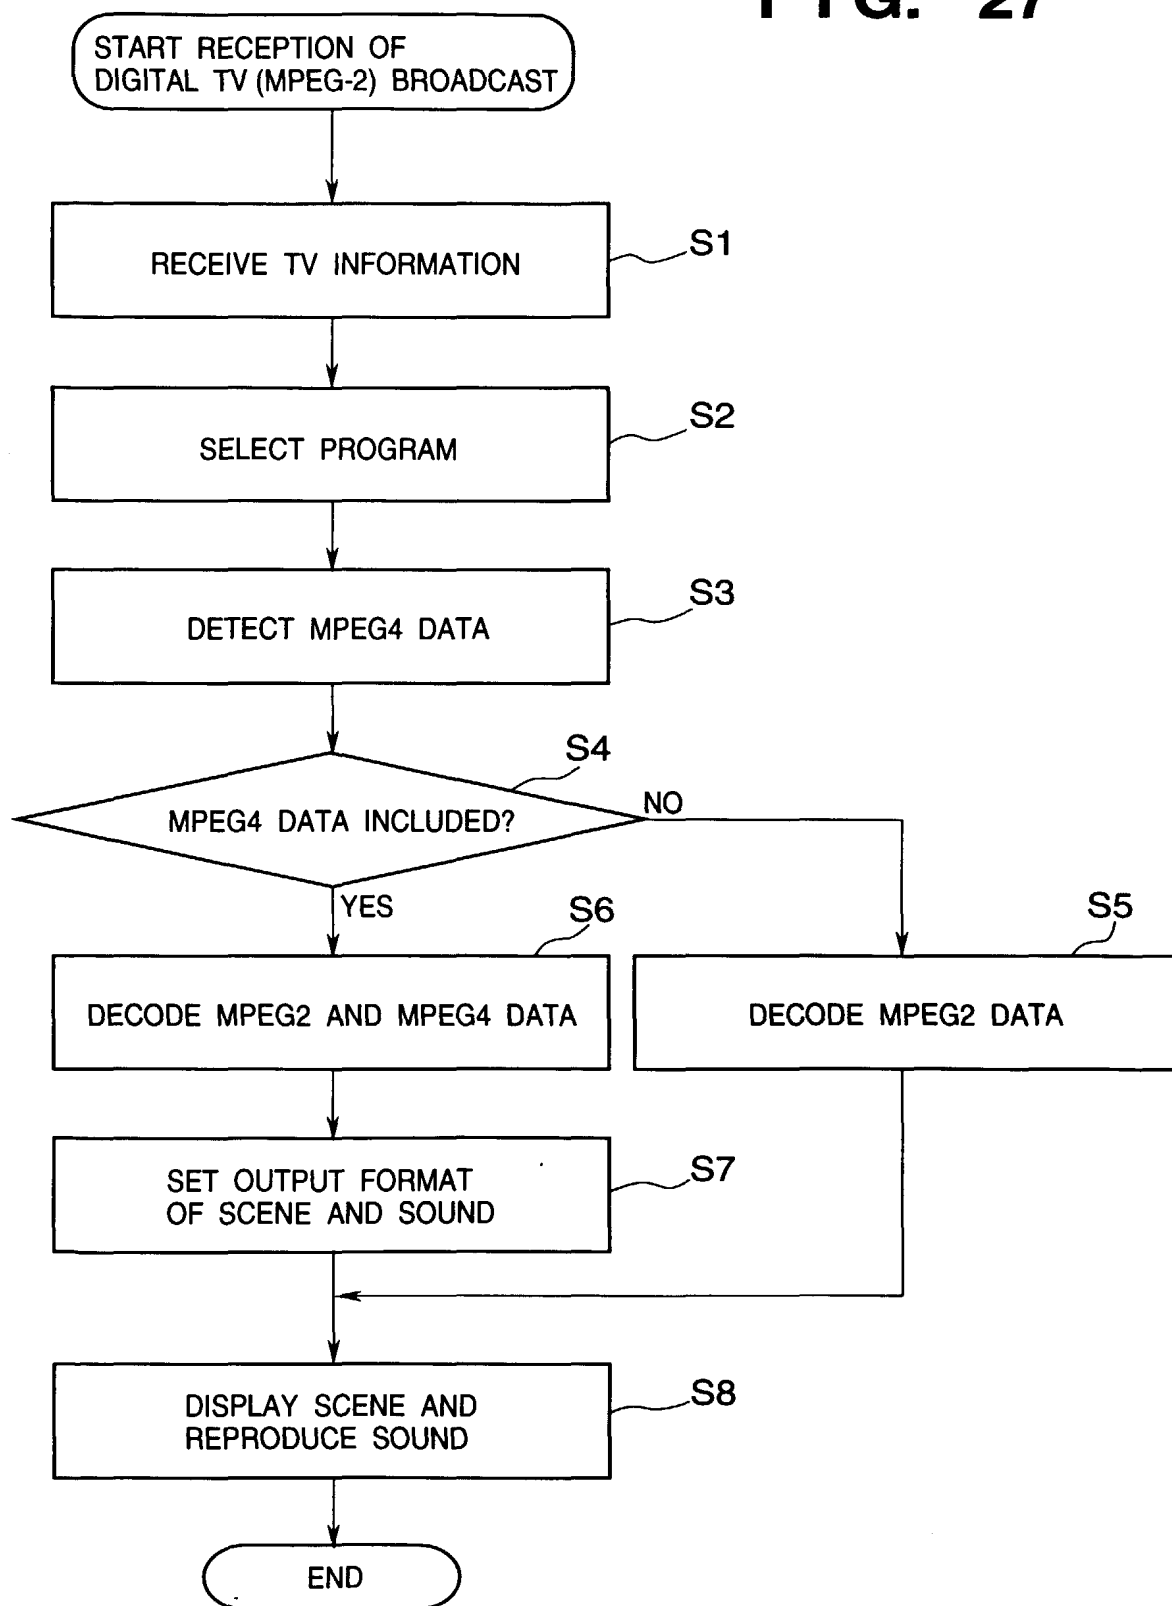 FIG. 27
START RECEPTION OF
DIGITAL TV (MPEG-2) BROADCAST
RECEIVE TV INFORMATION
S1
SELECT PROGRAM
S2
DETECT MPEG4 DATA
S3
S4
MPEG4 DATA INCLUDED?
NO
YES
S6
S5
DECODE MPEG2 AND MPEG4 DATA
DECODE MPEG2 DATA
SET OUTPUT FORMAT
OF SCENE AND SOUND
S7
DISPLAY SCENE AND
REPRODUCE SOUND
S8
END